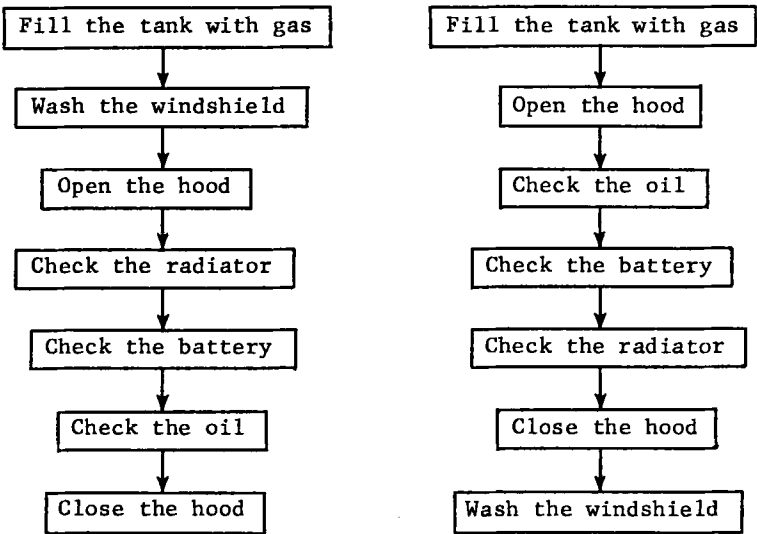 Fill the tank with gas
Wash the windshield
Open the hood
Check the radiator
Check the battery
Check the oil
Close the hood
Fill the tank with gas
Open the hood
Check the oil
Check the battery
Check the radiator
Close the hood
Wash the windshield